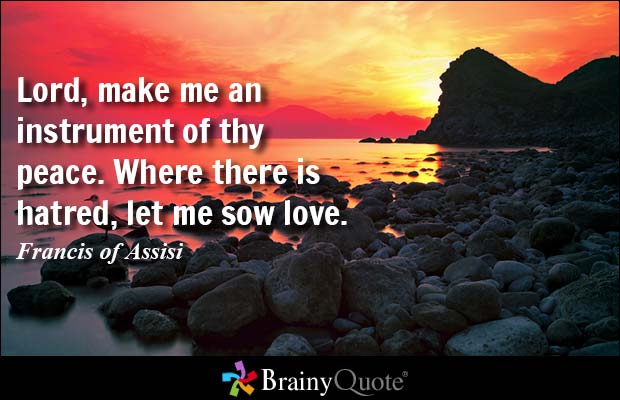 Lord, make me an
instrument of thy
peace. Where there is
hatred, let me sow love.
Francis of Assisi
BrainyQuote®